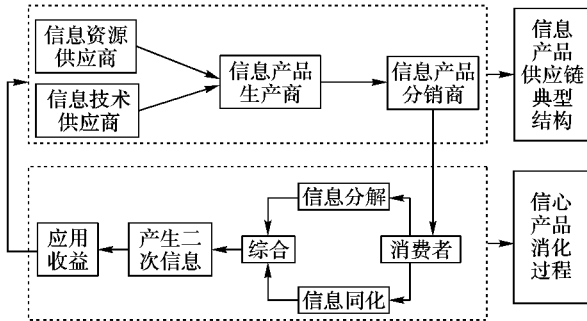 信息资源
供应商
信息技术
供应商
信息产品
生产商
信息产品
分销商
信息
产品
供应链
典型
结构
信息分解
应用
收益
产生二
次信息
综合
消费者
信息同化
信心
产品
消化
过程